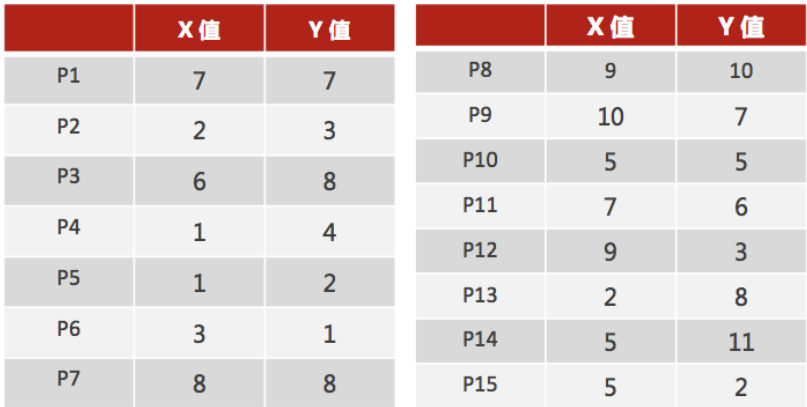 X 值 Y 值
P1 7 7
P2 2 3
P3 6 8
P4 1 4
P5 1 2
P6 3 1
P7 8 8
X 值 Y 值
P8 9 10
P9 10 7
P10 5 5
P11 7 6
P12 9 3
P13 2 8
P14 5 11
P15 5 2